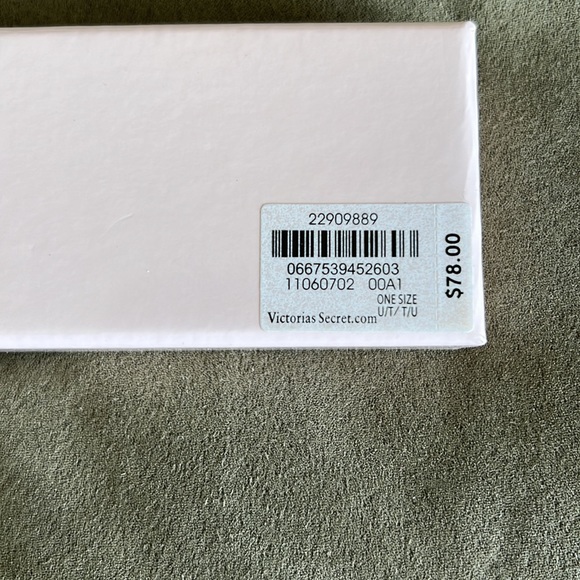 22909889
0667539452603
11060702 00A1
ONE SIZE
U/T/ T/U
Victorias Secret.com
$78.00